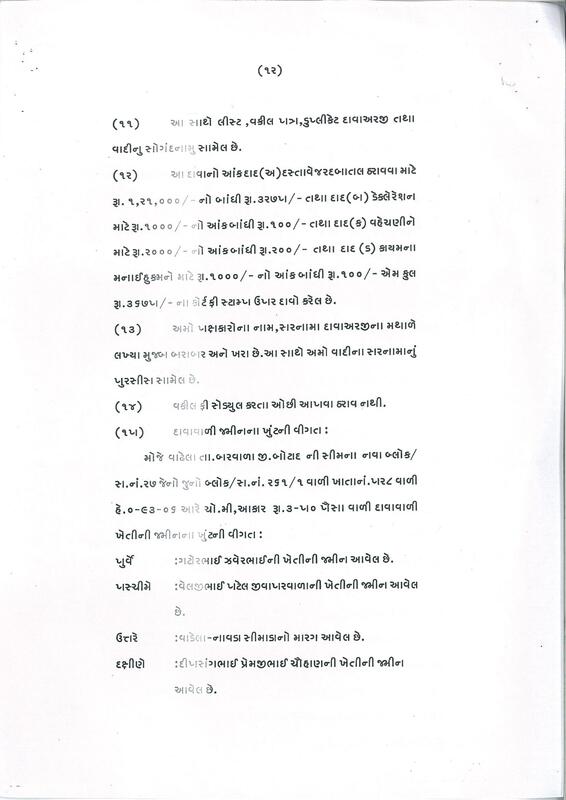 (૧૨)
(૧૧) આ સાથે લીસ્ટ ,વકીલ પત્ર,ડુપ્લીકેટ દાવાઅરજી તથા
વાદીનુ સોગંદનામુ સામેલ છે.
(૧૨) આ દાવાનો આંકદાદ(અ)દસ્તાવેજરદબાતલ ઠરાવવા માટે
રૂા. ૧,૨૧,૦૦૦/- નો બાંધી રૂા.૩૨૭૫/- તથા દાદ(બ) ડેકલેરેશન
માટે રૂા.૧૦૦૦/- નો આંકબાંધી રૂા.૧૦૦/- તથા દાદ(ક) વહેચણીને
માટે રૂા.૨૦૦૦/- નો આંકબાંધી રૂા.૨૦૦/- તથા દાદ (ડ) કાયમના
મનાઈહુકમને માટે રૂા.૧૦૦૦/- નો આંક બાંધી રૂા.૧૦૦/- એમ કુલ
રૂા.૩૬૭૫/- ના કોર્ટ ફી સ્ટામ્પ ઉપર દાવો કરેલ છે.
(૧૩) અમો પક્ષકારોના નામ,સરનામા દાવાઅરજીના મથાળે
લખ્યા મુજબ બરાબર અને ખરા છે.આ સાથે અમો વાદીના સરનામાનું
પુરસીસ સામેલ છે.
(૧૪) વકીલ ફી સેડયુલ કરતા ઓછી આપવા ઠરાવ નથી.
(૧૫) દાવાવાળી જમીનના ખુંટની વીગત :
મોજે વાઢેલા તા.બરવાળા જી.બોટાદ ની સીમના નવા બ્લોક/
સ.નં.૨૭ જેનો જુનો બ્લોક/સ.નં. ૨૬૧/૧ વાળી ખાતાનં.૫૨૮ વાળી
હે.૦-૯૩-૦૬ આરે ચો.મી,આકાર રૂા.૩-૫૦ પૈસા વાળી દાવાવાળી
ખેતીની જમીનના ખુંટની વીગત :
પુર્વે :ગટોરભાઈ ઝવેરભાઈની ખેતીની જમીન આવેલ છે.
પસ્ચીમે :વેલજીભાઈ પટેલ જીવાપરવાળાની ખેતીની જમીન આવેલ
છે.
ઉત્તરે :વાડેલા-નાવડા સીમાડાનો મારગ આવેલ છે.
દક્ષીણે :દીપસંગભાઈ પ્રેમજીભાઈ ચૌહાણની ખેતીની જમીન
આવેલ છે.